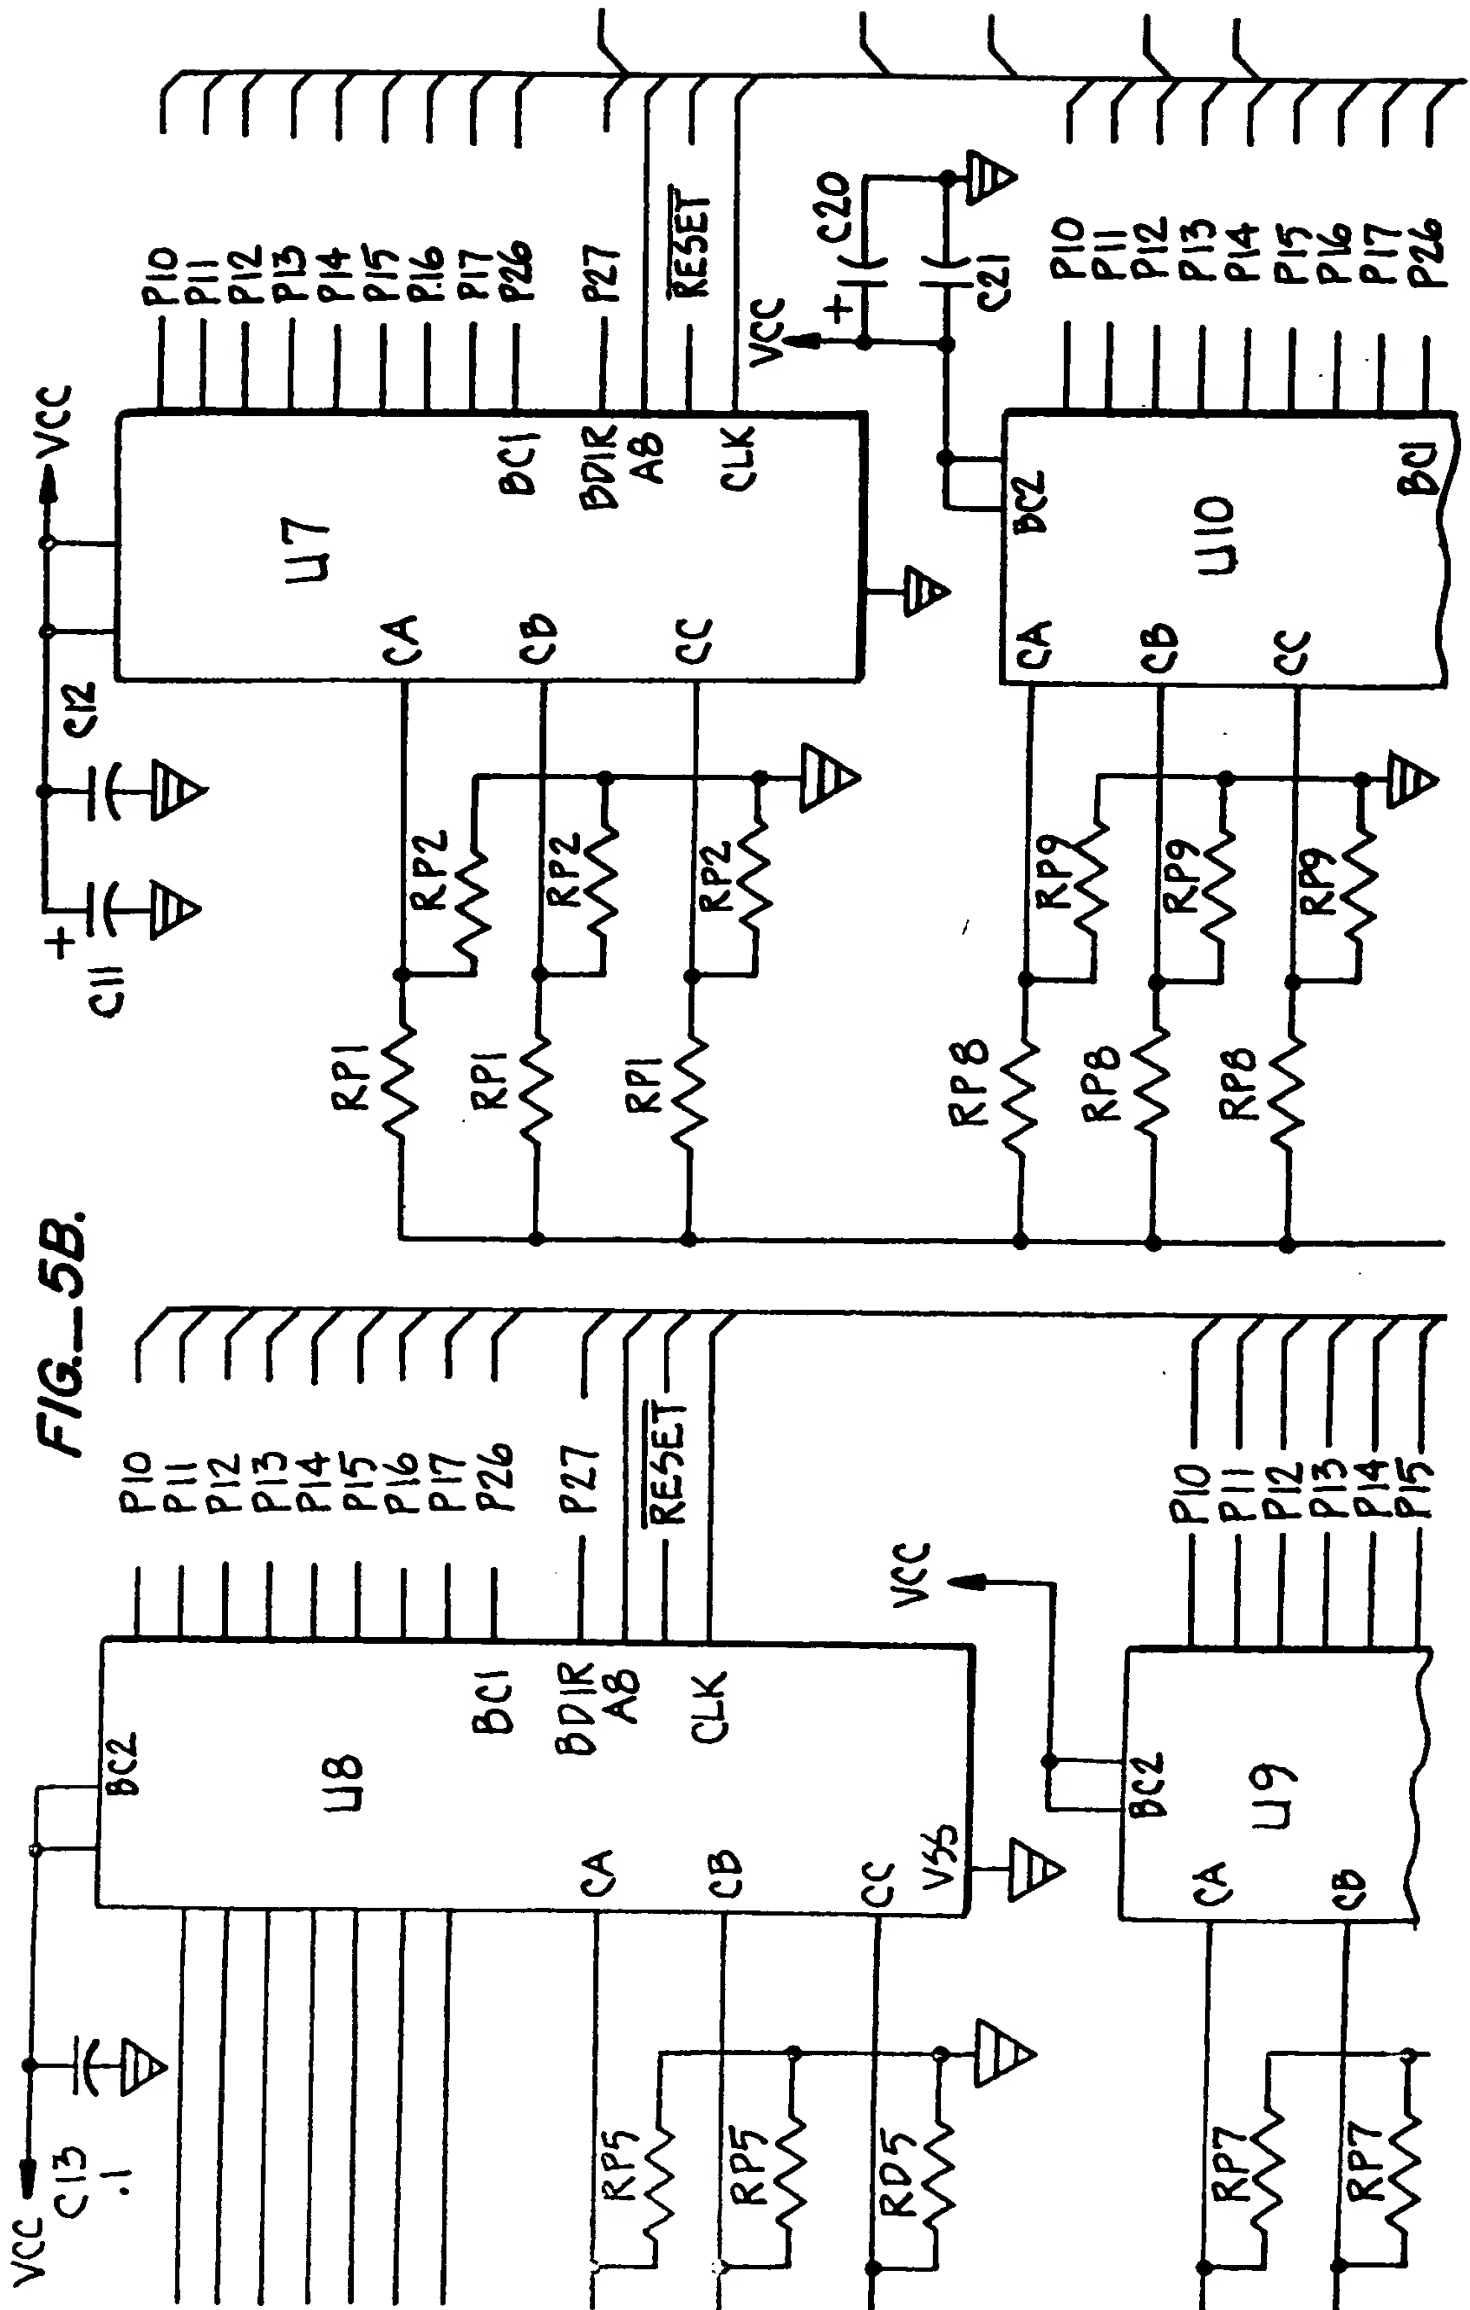 FIG._5B.
VCC
C11
+
C12
U7
CA
CB
CC
BC1
BDIR
A8
CLK
P10
P11
P12
P13
P14
P15
P.16
P17
P26
P27
RESET
RP1
RP1
RP1
RP2
RP2
RP2
VCC
+
C20
C21
U10
BC2
CA
CB
CC
BC1
P10
P11
P12
P13
P14
P15
P16
P17
P26
RP8
RP8
RP8
RP9
RP9
RP9
VCC
C13
.1
U8
BC2
CA
CB
CC
VSS
BC1
BDIR
A8
CLK
P10
P11
P12
P13
P14
P15
P16
P17
P26
P27
RESET
RP5
RP5
RD5
VCC
U9
BC2
CA
CB
P10
P11
P12
P13
P14
P15
RP7
RP7